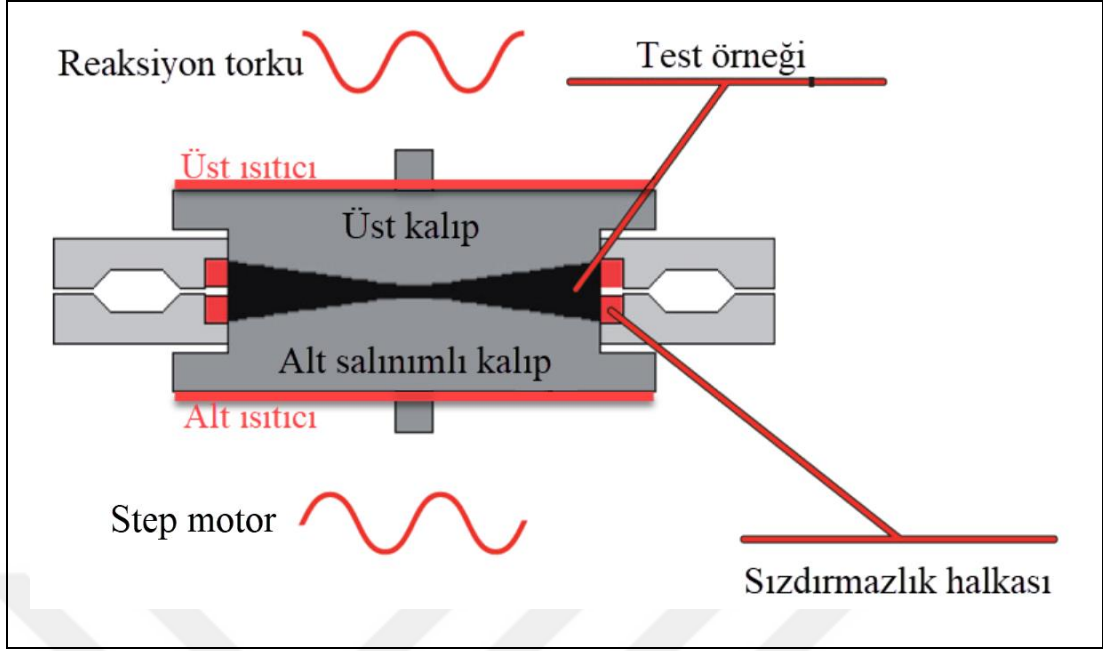 Reaksiyon torku
Test örneği
Üst ısıtıcı
Üst kalıp
Alt salınımlı kalıp
Alt ısıtıcı
Step motor
Sızdırmazlık halkası